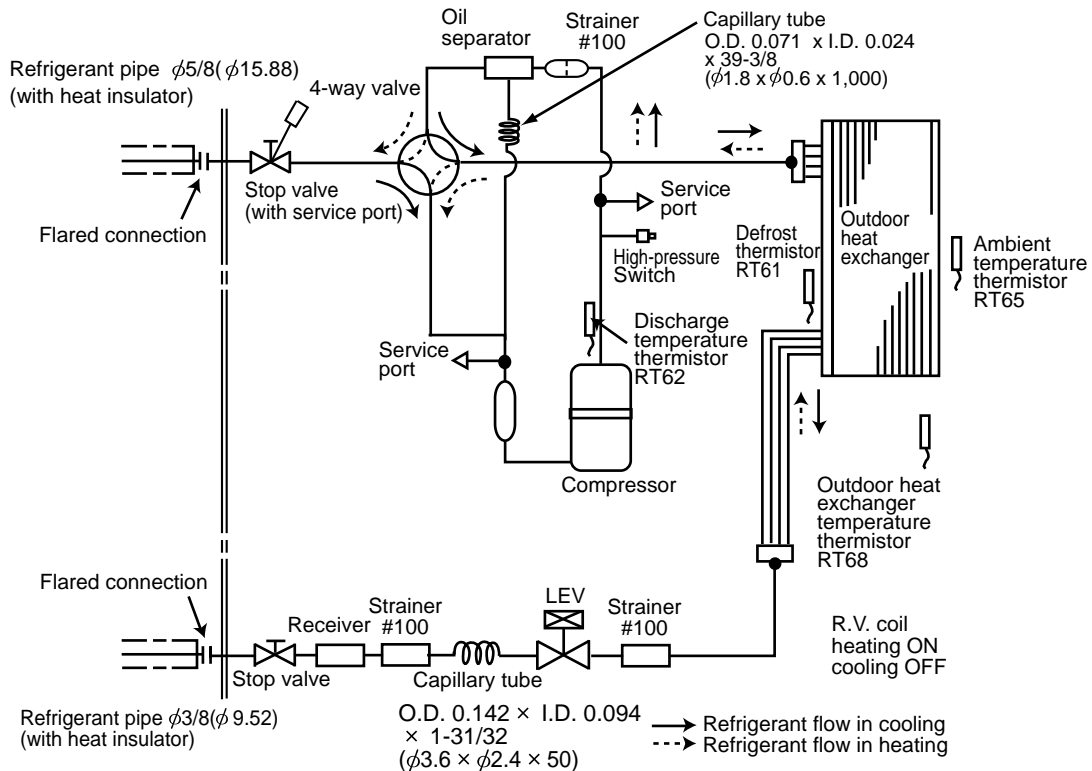 Oil
separator
Strainer
#100
Capillary tube
O.D. 0.071 x I.D. 0.024
x 39-3/8
(ϕ1.8 x ϕ0.6 x 1,000)
Refrigerant pipe ϕ5/8(ϕ15.88)
(with heat insulator)
4-way valve
Stop valve
(with service port)
Flared connection
Service
port
High-pressure
Switch
Defrost
thermistor
RT61
Outdoor
heat
exchanger
Ambient
temperature
thermistor
RT65
Discharge
temperature
thermistor
RT62
Service
port
Compressor
Outdoor heat
exchanger
temperature
thermistor
RT68
Flared connection
Receiver
Strainer
#100
LEV
Strainer
#100
R.V. coil
heating ON
cooling OFF
Stop valve
Capillary tube
Refrigerant pipe ϕ3/8(ϕ 9.52)
(with heat insulator)
O.D. 0.142 × I.D. 0.094
× 1-31/32
(ϕ3.6 × ϕ2.4 × 50)
Refrigerant flow in cooling
Refrigerant flow in heating